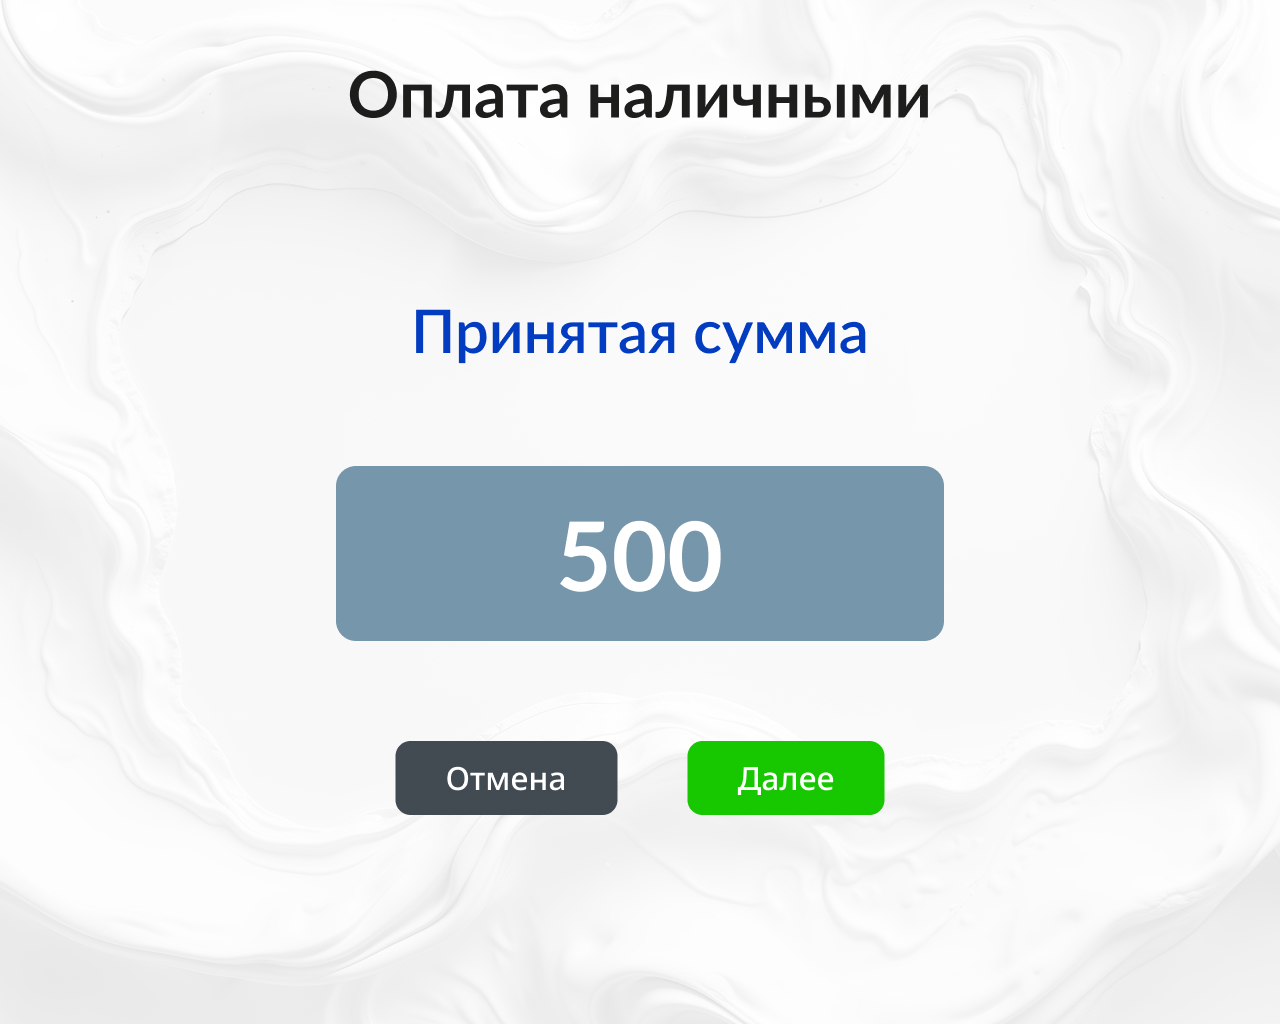 Оплата наличными
Принятая сумма
500
Отмена
Далее